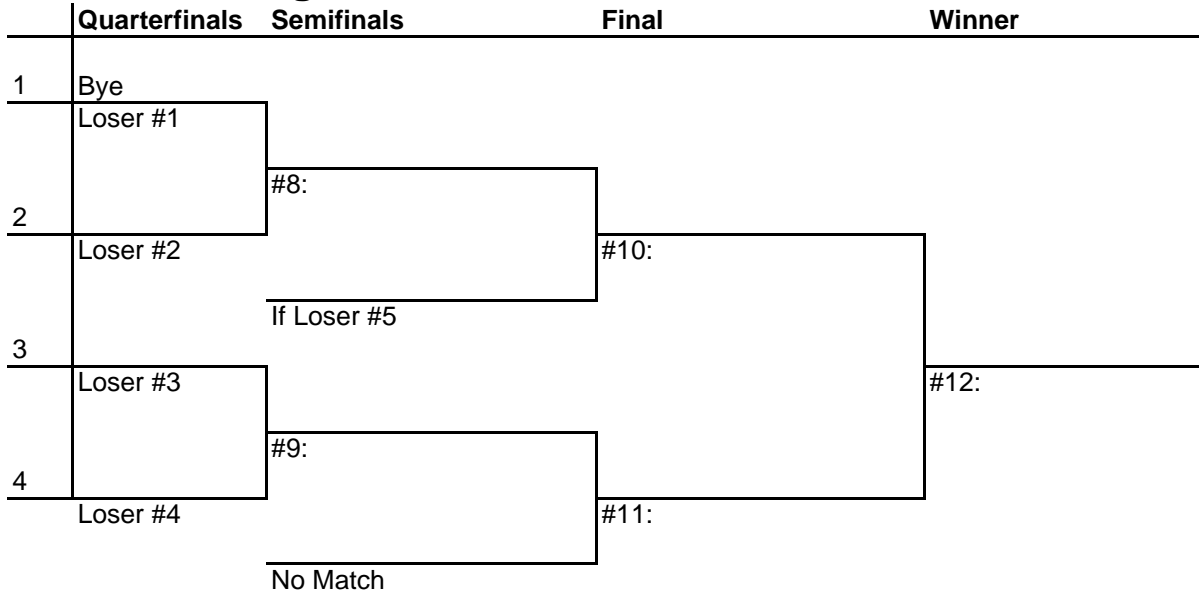 Quarterfinals Semifinals Final Winner
1 Bye
Loser #1
#8:
2
Loser #2 #10:
If Loser #5
3
Loser #3 #12:
#9:
4
Loser #4 #11:
No Match